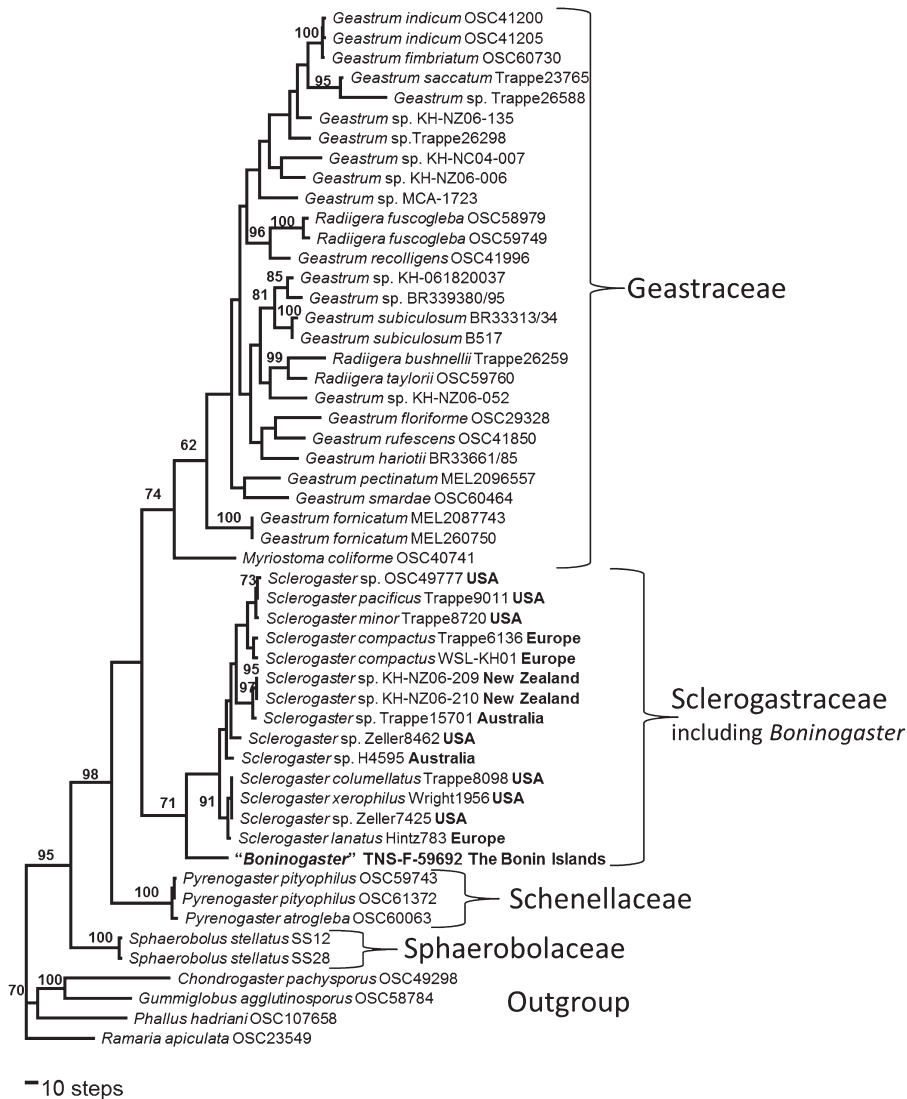 Geastrum indicum OSC41200
100
Geastrum indicum OSC41205
Geastrum fimbriatum OSC60730
95 Geastrum saccatum Trappe23765
Geastrum sp. Trappe26588
Geastrum sp. KH-NZ06-135
Geastrum sp.Trappe26298
Geastrum sp. KH-NC04-007
Geastrum sp. KH-NZ06-006
Geastrum sp. MCA-1723
100 Radiigera fuscogleba OSC58979
96 Radiigera fuscogleba OSC59749
Geastrum recolligens OSC41996
85 Geastrum sp. KH-061820037
Geastraceae
81 Geastrum sp. BR339380/95
100 Geastrum subiculosum BR33313/34
Geastrum subiculosum B517
99 Radiigera bushnellii Trappe26259
Radiigera taylorii OSC59760
Geastrum sp. KH-NZ06-052
Geastrum floriforme OSC29328
Geastrum rufescens OSC41850
62
Geastrum hariotii BR33661/85
Geastrum pectinatum MEL2096557
74
Geastrum smardae OSC60464
100 Geastrum fornicatum MEL2087743
Geastrum fornicatum MEL260750
Myriostoma coliforme OSC40741
73 Sclerogaster sp. OSC49777 USA
Sclerogaster pacificus Trappe9011 USA
Sclerogaster minor Trappe8720 USA
Sclerogaster compactus Trappe6136 Europe
Sclerogaster compactus WSL-KH01 Europe
95
Sclerogaster sp. KH-NZ06-209 New Zealand
97
Sclerogaster sp. KH-NZ06-210 New Zealand
Sclerogastraceae
Sclerogaster sp. Trappe15701 Australia
including Boninogaster
Sclerogaster sp. Zeller8462 USA
Sclerogaster sp. H4595 Australia
98
Sclerogaster columellatus Trappe8098 USA
71 91 Sclerogaster xerophilus Wright1956 USA
Sclerogaster sp. Zeller7425 USA
Sclerogaster lanatus Hintz783 Europe
95
“Boninogaster” TNS-F-59692 The Bonin Islands
Pyrenogaster pityophilus OSC59743
100
Pyrenogaster pityophilus OSC61372
Schenellaceae
Pyrenogaster atrogleba OSC60063
100 Sphaerobolus stellatus SS12
Sphaerobolaceae
Sphaerobolus stellatus SS28
100 Chondrogaster pachysporus OSC49298
70 Gummiglobus agglutinosporus OSC58784
Outgroup
Phallus hadriani OSC107658
Ramaria apiculata OSC23549
10 steps